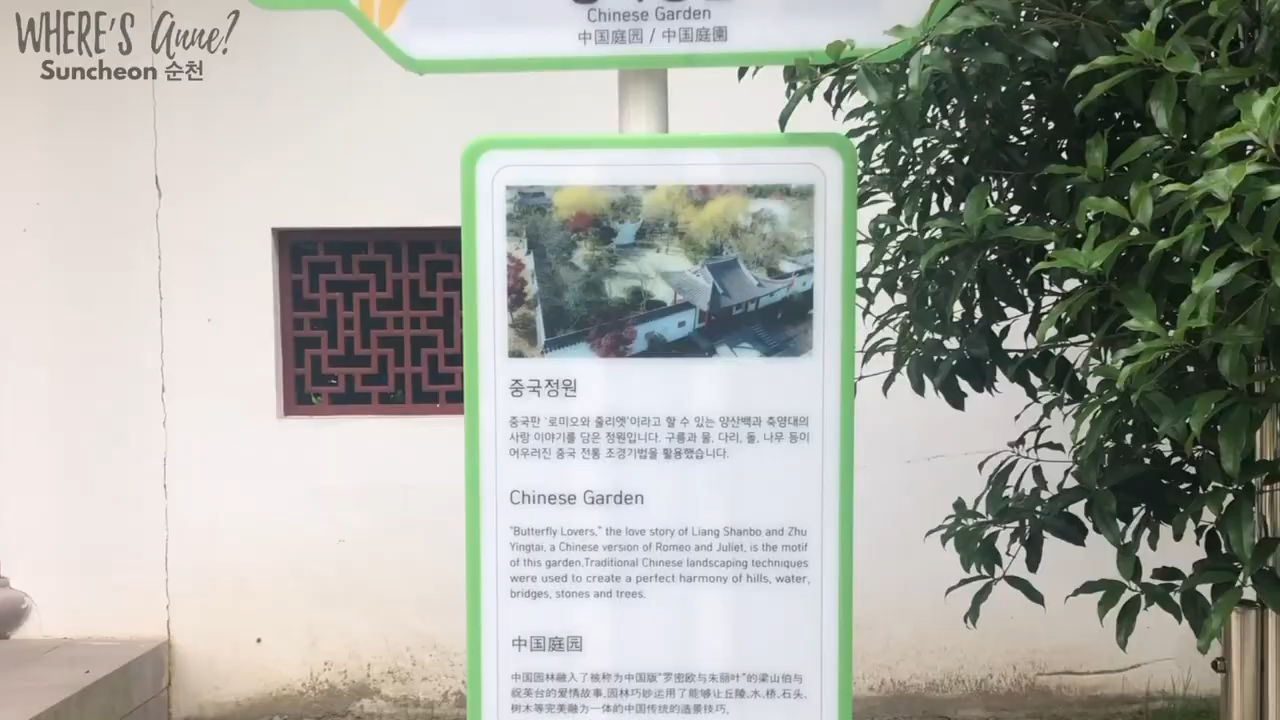 WHERE'S Anne?
Suncheon 순천
Chinese Garden
中国庭园 / 中国庭園
중국정원
중국판 '로미오와 줄리엣'이라고 할 수 있는 양산백과 축영대의
사랑 이야기를 담은 정원입니다. 구릉과 물, 다리, 돌, 나무 등이
어우러진 중국 전통 조경기법을 활용했습니다.
Chinese Garden
"Butterfly Lovers," the love story of Liang Shanbo and Zhu
Yingtai, a Chinese version of Romeo and Juliet, is the motif
of this garden.Traditional Chinese landscaping techniques
were used to create a perfect harmony of hills, water,
bridges, stones and trees.
中国庭园
中国园林融入了被称为中国版"罗密欧与朱丽叶"的梁山伯与
祝英台的爱情故事,园林巧妙运用了能够让丘陵、水、桥、石头、
树木等完美融为一体的中国传统的造景技巧,